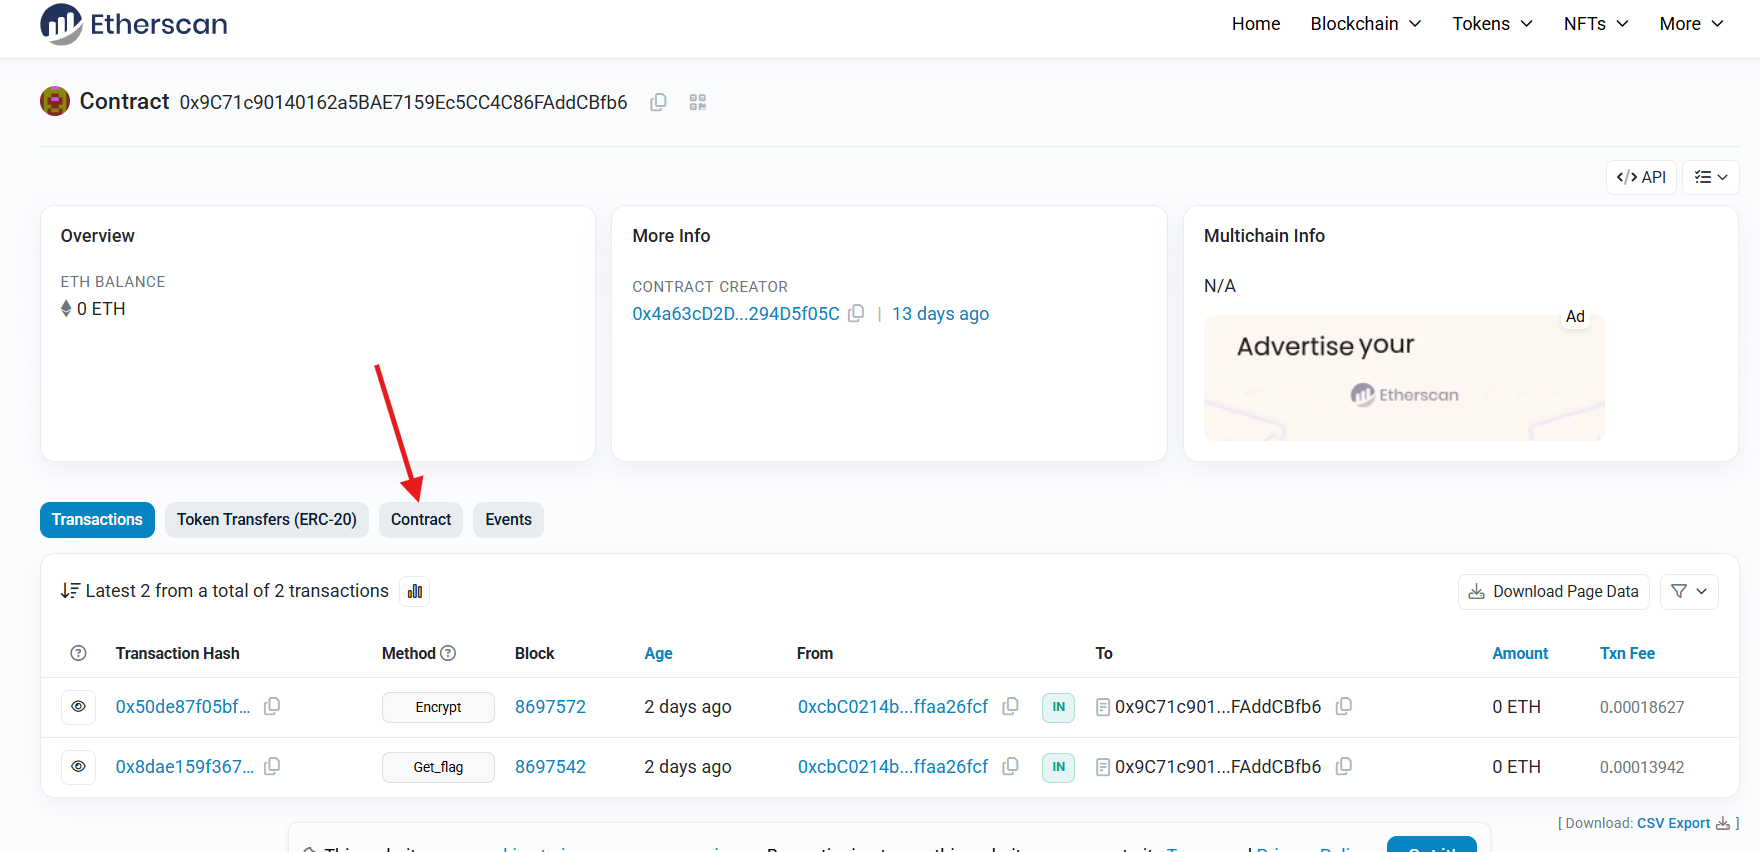 Etherscan
Home Blockchain Tokens NFTs More
Contract 0x9C71c90140162a5BAE7159Ec5CC4C86FAddCBfb6
</> API
Overview
ETH BALANCE
0 ETH
More Info
CONTRACT CREATOR
0x4a63cD2D...294D5f05C | 13 days ago
Multichain Info
N/A
Ad
Advertise your
Etherscan
Transactions Token Transfers (ERC-20) Contract Events
Latest 2 from a total of 2 transactions
Download Page Data
Transaction Hash Method Block Age From To Amount Txn Fee
0x50de87f05bf... Encrypt 8697572 2 days ago 0xcbC0214b...ffaa26fcf IN 0x9C71c901...FAddCBfb6 0 ETH 0.00018627
0x8dae159f367... Get_flag 8697542 2 days ago 0xcbC0214b...ffaa26fcf IN 0x9C71c901...FAddCBfb6 0 ETH 0.00013942
[ Download: CSV Export ]